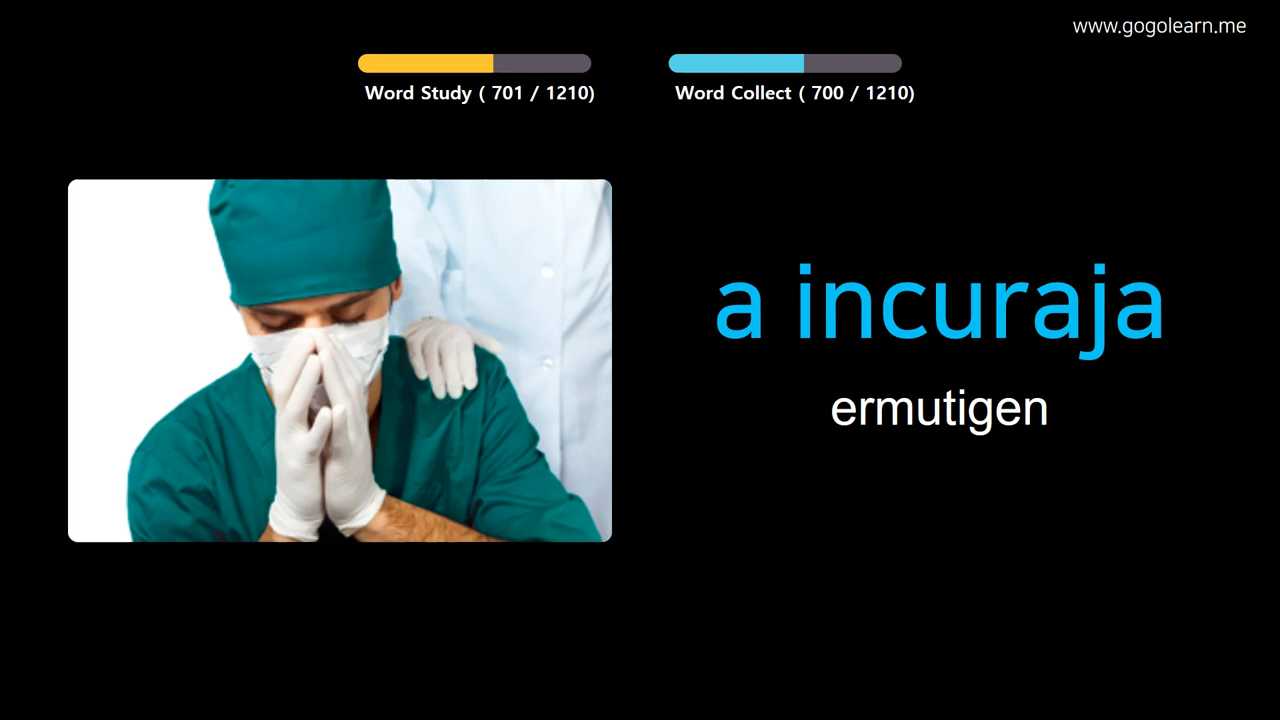 www.gogolearn.me
Word Study ( 701 / 1210)
Word Collect ( 700 / 1210)
a incuraja
ermutigen